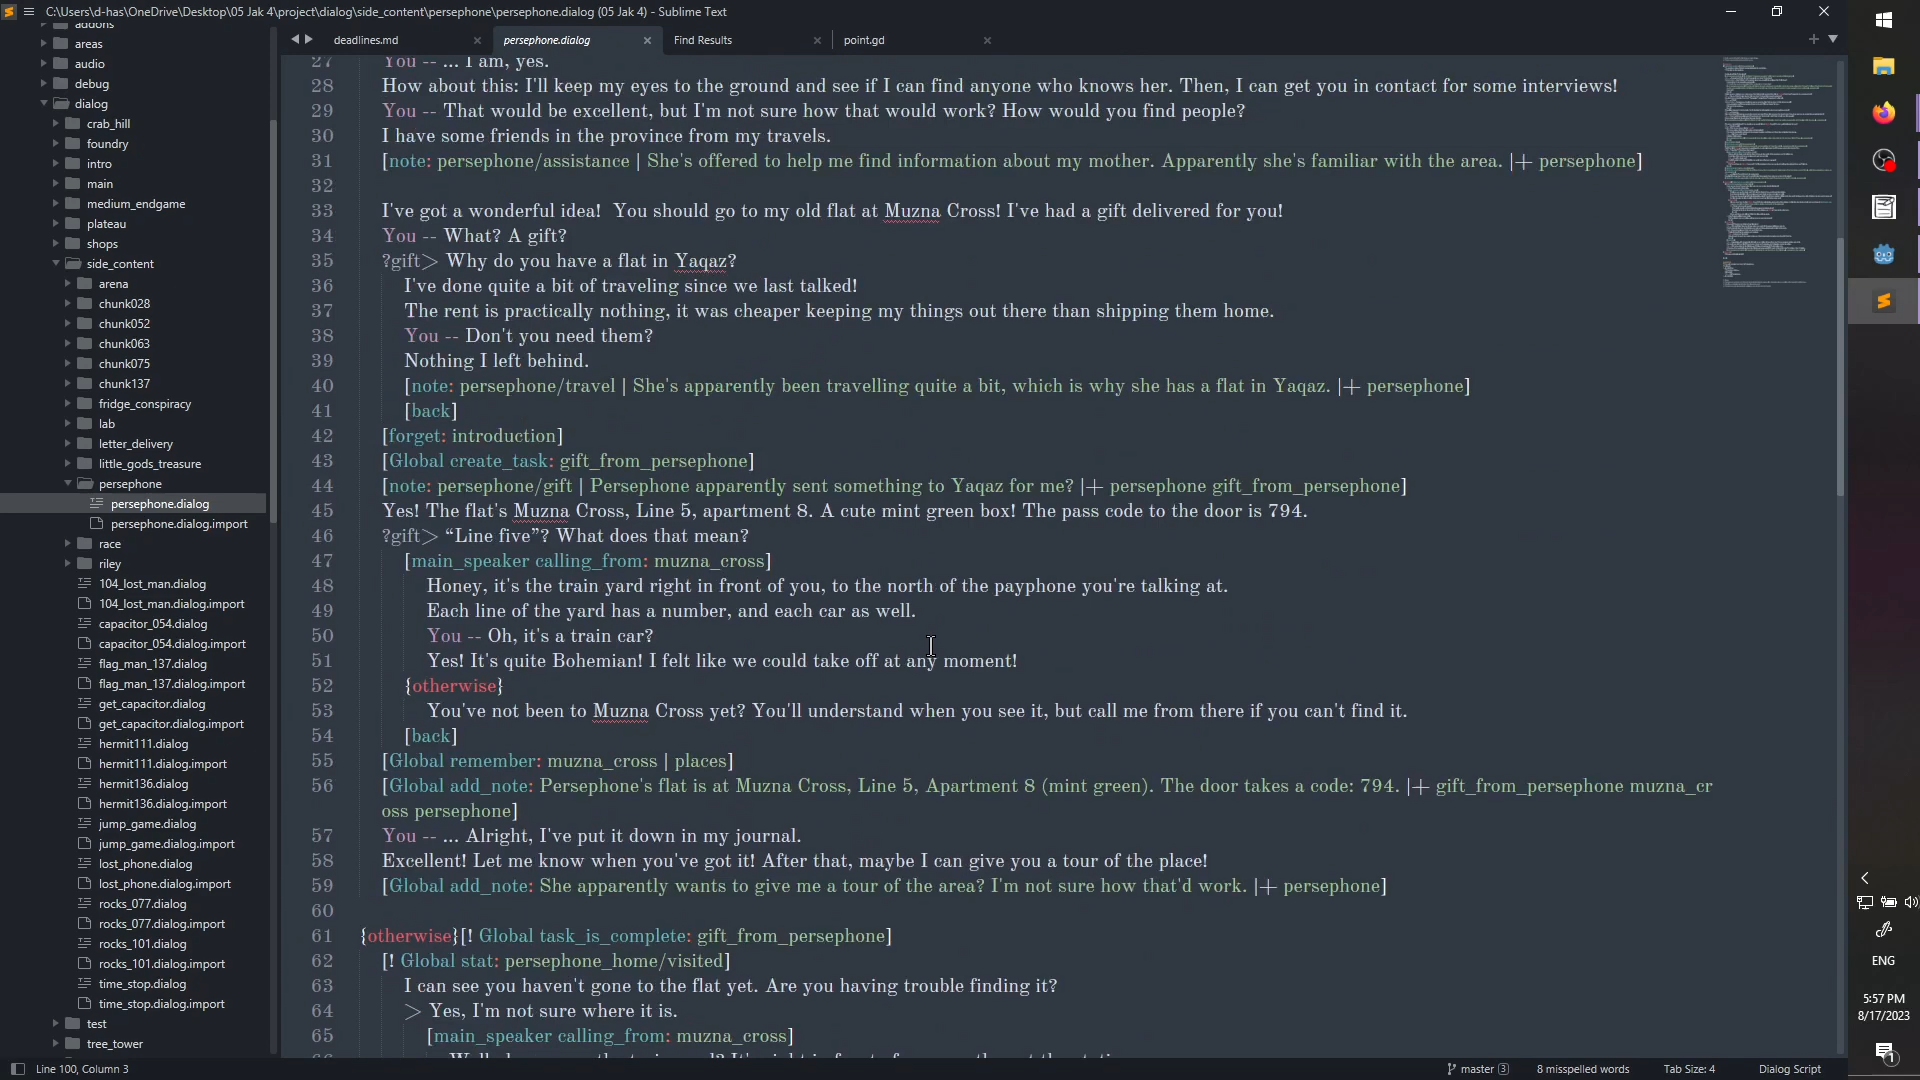 C:\Users\d-has\OneDrive\Desktop\05 Jak 4\project\dialog\side_content\persephone\persephone.dialog (05 Jak 4) - Sublime Text
addons
areas
audio
debug
dialog
crab_hill
foundry
intro
main
medium_endgame
plateau
shops
side_content
arena
chunk028
chunk052
chunk063
chunk075
chunk137
fridge_conspiracy
lab
letter_delivery
little_gods_treasure
persephone
persephone.dialog
persephone.dialog.import
race
riley
104_lost_man.dialog
104_lost_man.dialog.import
capacitor_054.dialog
capacitor_054.dialog.import
flag_man_137.dialog
flag_man_137.dialog.import
get_capacitor.dialog
get_capacitor.dialog.import
hermit111.dialog
hermit111.dialog.import
hermit136.dialog
hermit136.dialog.import
jump_game.dialog
jump_game.dialog.import
lost_phone.dialog
lost_phone.dialog.import
rocks_077.dialog
rocks_077.dialog.import
rocks_101.dialog
rocks_101.dialog.import
time_stop.dialog
time_stop.dialog.import
test
tree_tower
deadlines.md persephone.dialog Find Results point.gd
27 You -- ... I am, yes.
28 How about this: I'll keep my eyes to the ground and see if I can find anyone who knows her. Then, I can get you in contact for some interviews!
29 You -- That would be excellent, but I'm not sure how that would work? How would you find people?
30 I have some friends in the province from my travels.
31 [note: persephone/assistance | She's offered to help me find information about my mother. Apparently she's familiar with the area. |+ persephone]
32
33 I've got a wonderful idea!  You should go to my old flat at Muzna Cross! I've had a gift delivered for you!
34 You -- What? A gift?
35 ?gift> Why do you have a flat in Yaqaz?
36 I've done quite a bit of traveling since we last talked!
37 The rent is practically nothing, it was cheaper keeping my things out there than shipping them home.
38 You -- Don't you need them?
39 Nothing I left behind.
40 [note: persephone/travel | She's apparently been travelling quite a bit, which is why she has a flat in Yaqaz. |+ persephone]
41 [back]
42 [forget: introduction]
43 [Global create_task: gift_from_persephone]
44 [note: persephone/gift | Persephone apparently sent something to Yaqaz for me? |+ persephone gift_from_persephone]
45 Yes! The flat's Muzna Cross, Line 5, apartment 8. A cute mint green box! The pass code to the door is 794.
46 ?gift> “Line five”? What does that mean?
47 [main_speaker calling_from: muzna_cross]
48 Honey, it's the train yard right in front of you, to the north of the payphone you're talking at.
49 Each line of the yard has a number, and each car as well.
50 You -- Oh, it's a train car?
51 Yes! It's quite Bohemian! I felt like we could take off at any moment!
52 {otherwise}
53 You've not been to Muzna Cross yet? You'll understand when you see it, but call me from there if you can't find it.
54 [back]
55 [Global remember: muzna_cross | places]
56 [Global add_note: Persephone's flat is at Muzna Cross, Line 5, Apartment 8 (mint green). The door takes a code: 794. |+ gift_from_persephone muzna_cr
oss persephone]
57 You -- ... Alright, I've put it down in my journal.
58 Excellent! Let me know when you've got it! After that, maybe I can give you a tour of the place!
59 [Global add_note: She apparently wants to give me a tour of the area? I'm not sure how that'd work. |+ persephone]
60
61 {otherwise}[! Global task_is_complete: gift_from_persephone]
62 [! Global stat: persephone_home/visited]
63 I can see you haven't gone to the flat yet. Are you having trouble finding it?
64 > Yes, I'm not sure where it is.
65 [main_speaker calling_from: muzna_cross]
Line 100, Column 3
master 3
8 misspelled words
Tab Size: 4
Dialog Script
ENG
5:57 PM
8/17/2023
1